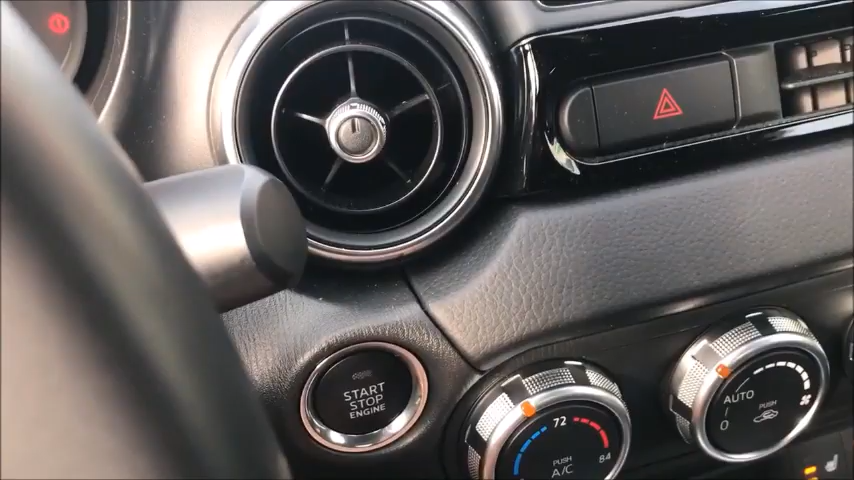 START
STOP
ENGINE
72
84
PUSH
A/C
AUTO
0
PUSH